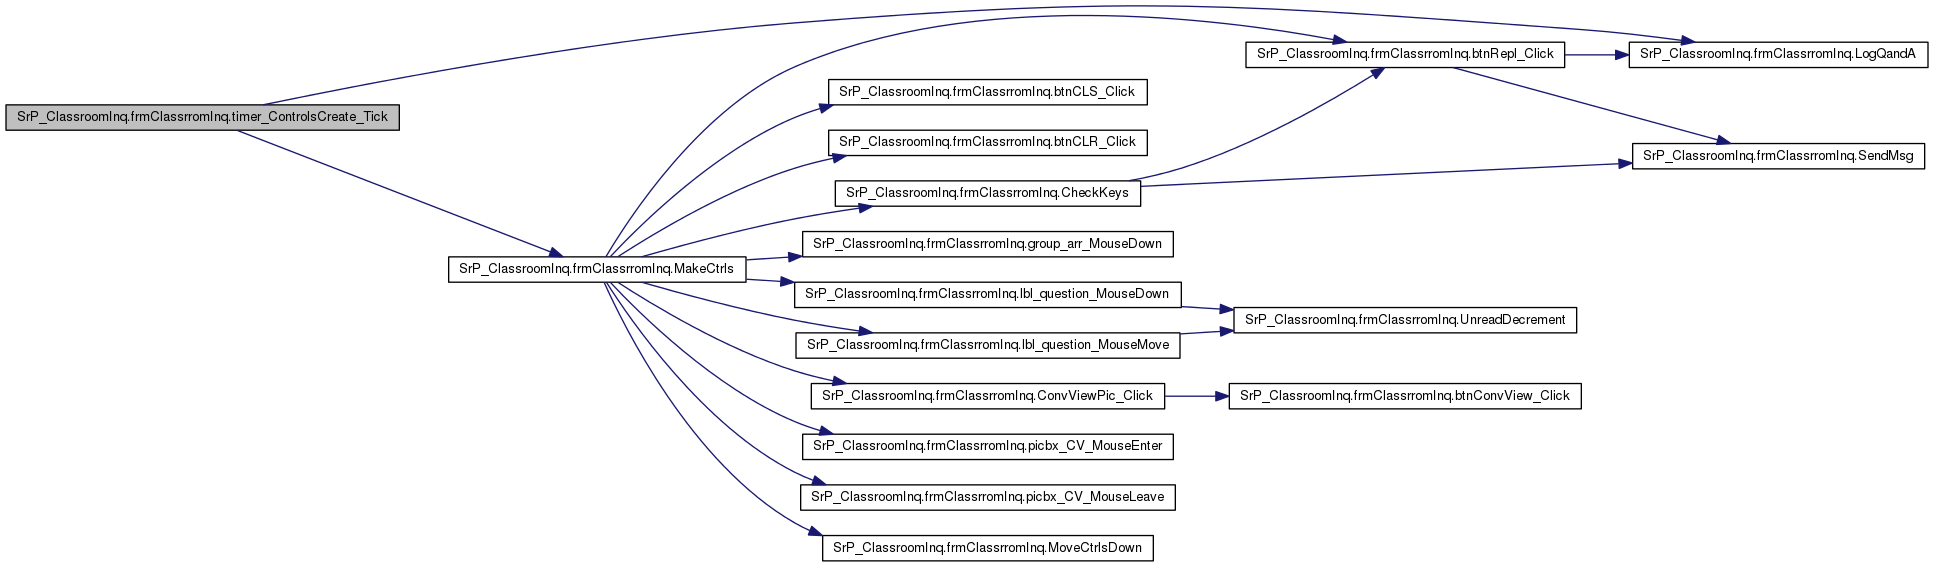 SrP_ClassroomInq.frmClassrromInq.btnRepl_Click
SrP_ClassroomInq.frmClassrromInq.LogQandA
SrP_ClassroomInq.frmClassrromInq.btnCLS_Click
SrP_ClassroomInq.frmClassrromInq.timer_ControlsCreate_Tick
SrP_ClassroomInq.frmClassrromInq.btnCLR_Click
SrP_ClassroomInq.frmClassrromInq.SendMsg
SrP_ClassroomInq.frmClassrromInq.CheckKeys
SrP_ClassroomInq.frmClassrromInq.group_arr_MouseDown
SrP_ClassroomInq.frmClassrromInq.MakeCtrls
SrP_ClassroomInq.frmClassrromInq.lbl_question_MouseDown
SrP_ClassroomInq.frmClassrromInq.UnreadDecrement
SrP_ClassroomInq.frmClassrromInq.lbl_question_MouseMove
SrP_ClassroomInq.frmClassrromInq.ConvViewPic_Click
SrP_ClassroomInq.frmClassrromInq.btnConvView_Click
SrP_ClassroomInq.frmClassrromInq.picbx_CV_MouseEnter
SrP_ClassroomInq.frmClassrromInq.picbx_CV_MouseLeave
SrP_ClassroomInq.frmClassrromInq.MoveCtrlsDown